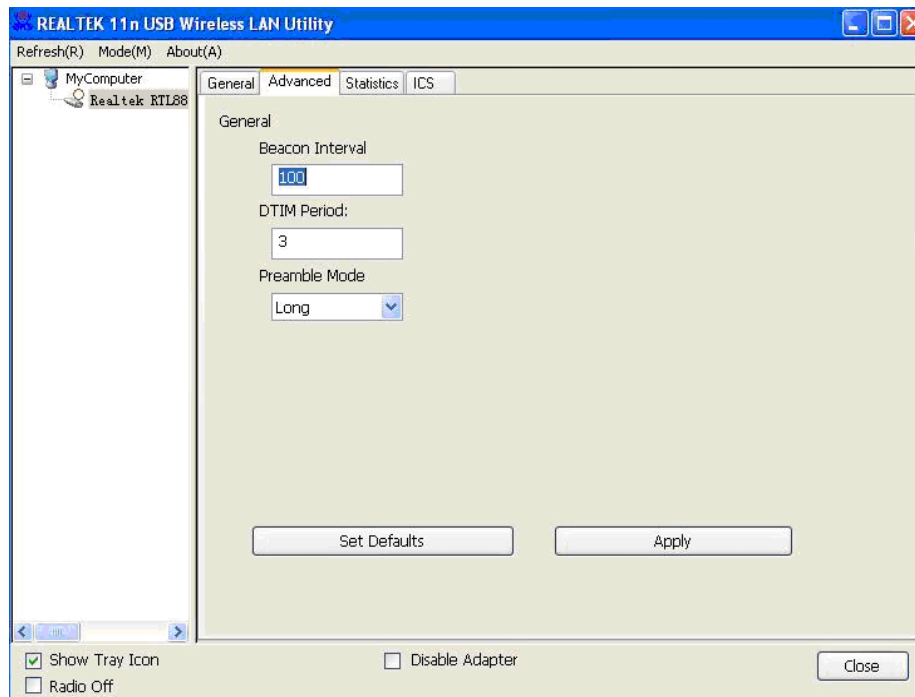 REALTEK 11n USB Wireless LAN Utility
Refresh(R) Mode(M) About(A)
MyComputer
Realtek RTL88
General Advanced Statistics ICS
General
Beacon Interval
100
DTIM Period:
3
Preamble Mode
Long
Set Defaults Apply
Show Tray Icon
Disable Adapter
Close
Radio Off